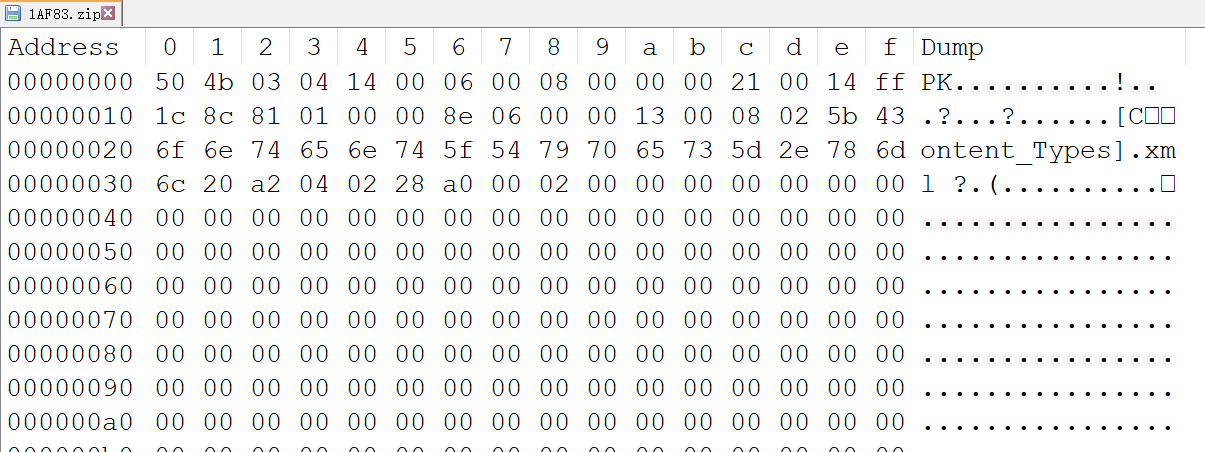 1AF83.zip
Address 0 1 2 3 4 5 6 7 8 9 a b c d e f Dump
00000000 50 4b 03 04 14 00 06 00 08 00 00 00 21 00 14 ff PK..........!..
00000010 1c 8c 81 01 00 00 8e 06 00 00 13 00 08 02 5b 43 .?...?......[C□□
00000020 6f 6e 74 65 6e 74 5f 54 79 70 65 73 5d 2e 78 6d ontent_Types].xm
00000030 6c 20 a2 04 02 28 a0 00 02 00 00 00 00 00 00 00 l ?.(..........□
00000040 00 00 00 00 00 00 00 00 00 00 00 00 00 00 00 00 ................
00000050 00 00 00 00 00 00 00 00 00 00 00 00 00 00 00 00 ................
00000060 00 00 00 00 00 00 00 00 00 00 00 00 00 00 00 00 ................
00000070 00 00 00 00 00 00 00 00 00 00 00 00 00 00 00 00 ................
00000080 00 00 00 00 00 00 00 00 00 00 00 00 00 00 00 00 ................
00000090 00 00 00 00 00 00 00 00 00 00 00 00 00 00 00 00 ................
000000a0 00 00 00 00 00 00 00 00 00 00 00 00 00 00 00 00 ................